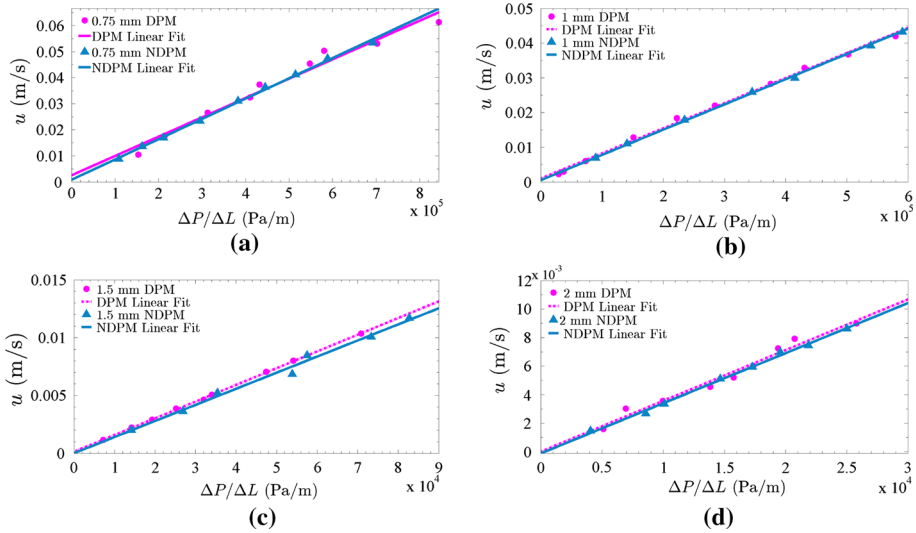 0.06
0.05
0.04
0.03
0.02
0.01
0
u (m/s)
0.75 mm DPM
DPM Linear Fit
0.75 mm NDPM
NDPM Linear Fit
0 1 2 3 4 5 6 7 8
x 10^5
ΔP/ΔL (Pa/m)
(a)
0.05
0.04
0.03
0.02
0.01
0
u (m/s)
1 mm DPM
DPM Linear Fit
1 mm NDPM
NDPM Linear Fit
0 1 2 3 4 5 6
x 10^5
ΔP/ΔL (Pa/m)
(b)
0.015
0.01
0.005
0
u (m/s)
1.5 mm DPM
DPM Linear Fit
1.5 mm NDPM
NDPM Linear Fit
0 1 2 3 4 5 6 7 8 9
x 10^4
ΔP/ΔL (Pa/m)
(c)
x 10^-3
12
10
8
6
4
2
0
u (m/s)
2 mm DPM
DPM Linear Fit
2 mm NDPM
NDPM Linear Fit
0 0.5 1 1.5 2 2.5 3
x 10^4
ΔP/ΔL (Pa/m)
(d)